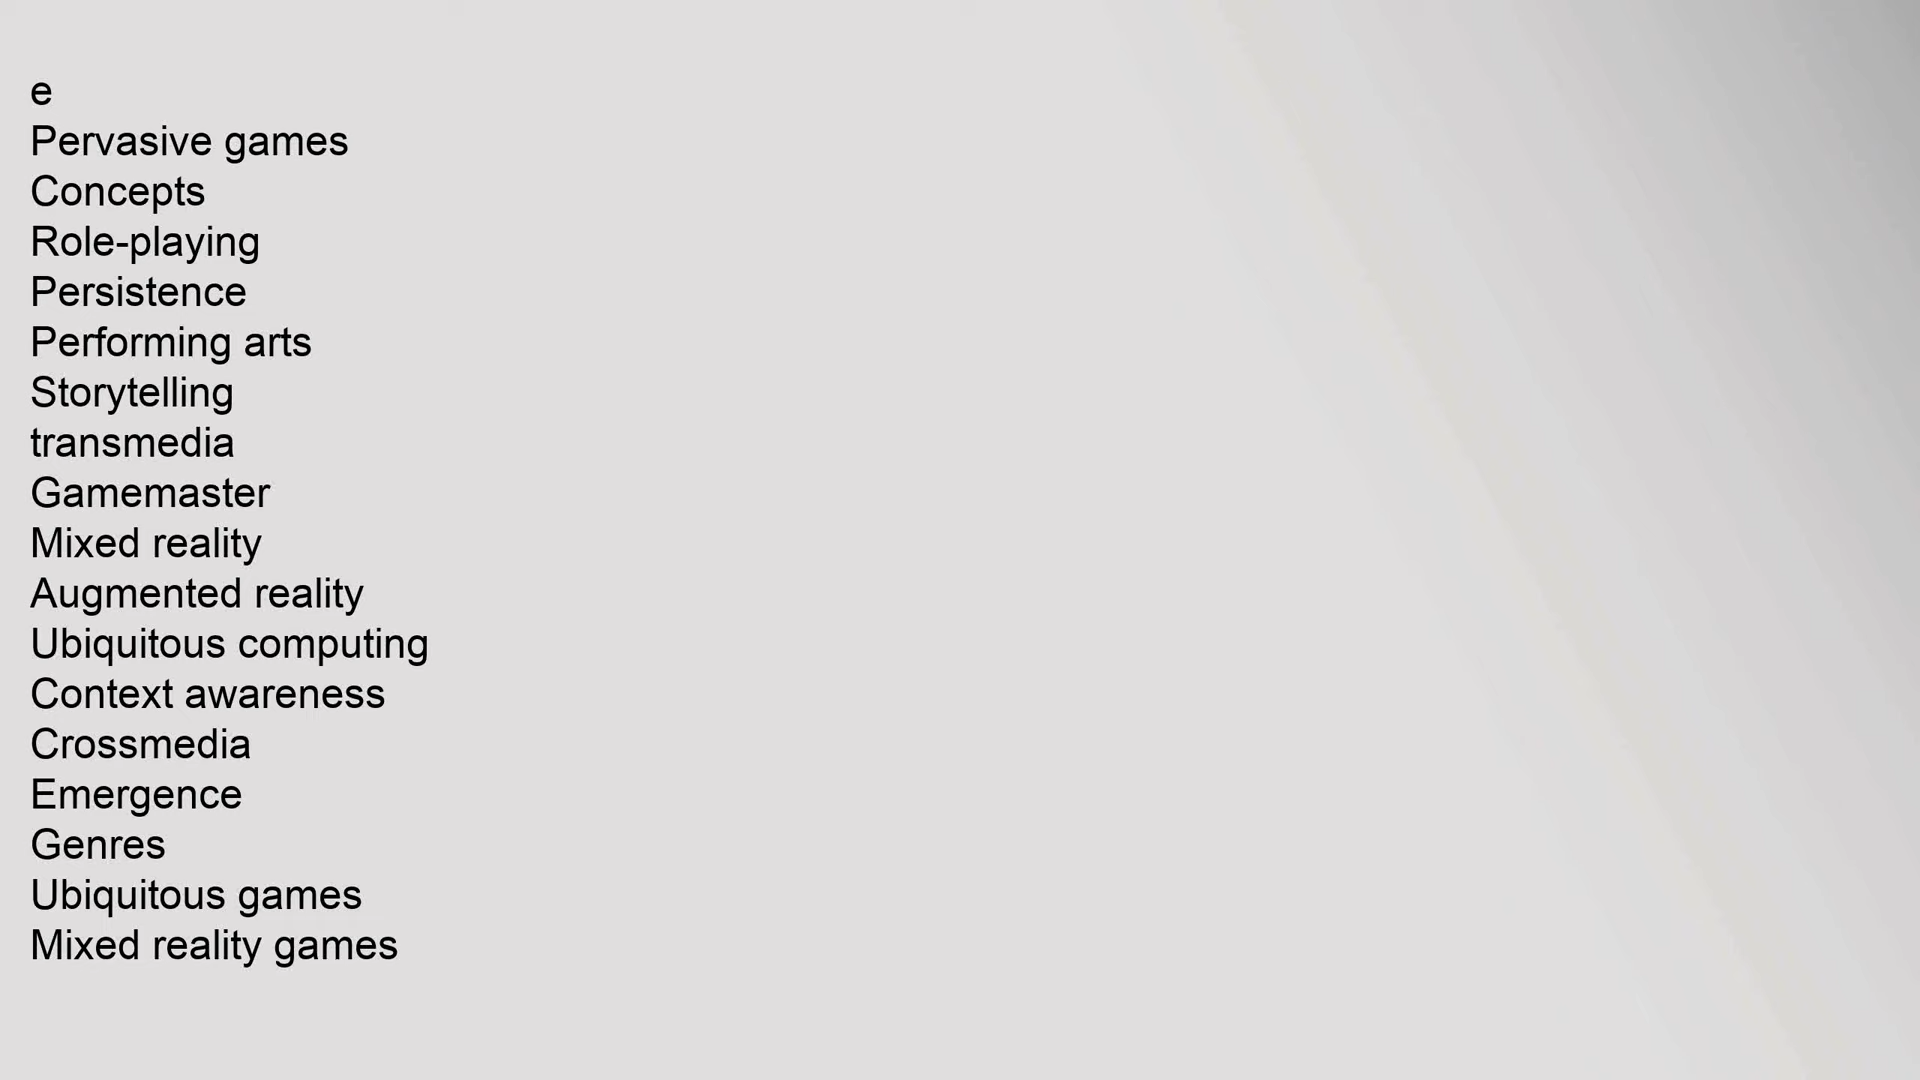 e
Pervasive games
Concepts
Role-playing
Persistence
Performing arts
Storytelling
transmedia
Gamemaster
Mixed reality
Augmented reality
Ubiquitous computing
Context awareness
Crossmedia
Emergence
Genres
Ubiquitous games
Mixed reality games